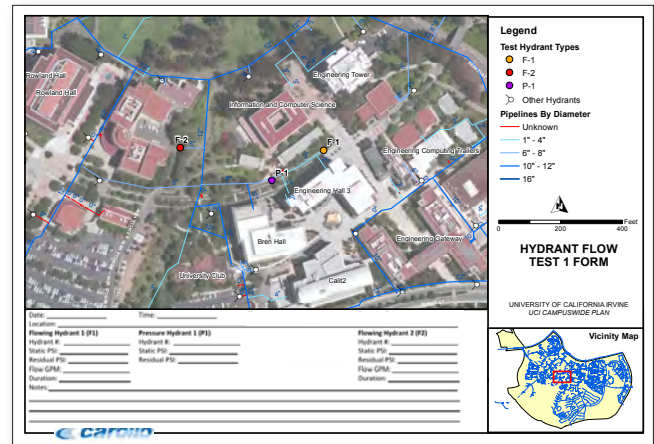 Engineering Tower
Rowland Hall
Rowland Hall
Information and Computer Science
F-2
F-1
Engineering Computing Trailers
P-1
Engineering Hall 3
Bren Hall
Engineering Gateway
University Club
Calit2
Legend
Test Hydrant Types
F-1
F-2
P-1
Other Hydrants
Pipelines By Diameter
Unknown
1" - 4"
6" - 8"
10" - 12"
16"
Feet
0 200 400
HYDRANT FLOW
TEST 1 FORM
UNIVERSITY OF CALIFORNIA IRVINE
UCI CAMPUSWIDE PLAN
Vicinity Map
Date: Time:
Location:
Flowing Hydrant 1 (F1) Pressure Hydrant 1 (P1) Flowing Hydrant 2 (F2)
Hydrant #: Hydrant #: Hydrant #:
Static PSI: Static PSI: Static PSI:
Residual PSI: Residual PSI: Residual PSI:
Flow GPM: Flow GPM:
Duration: Duration:
Notes:
carollo